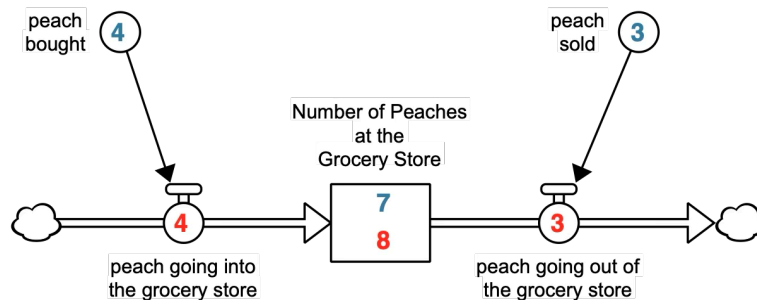 peach
bought
4
peach
sold
3
Number of Peaches
at the
Grocery Store
4
7
8
3
peach going into
the grocery store
peach going out of
the grocery store